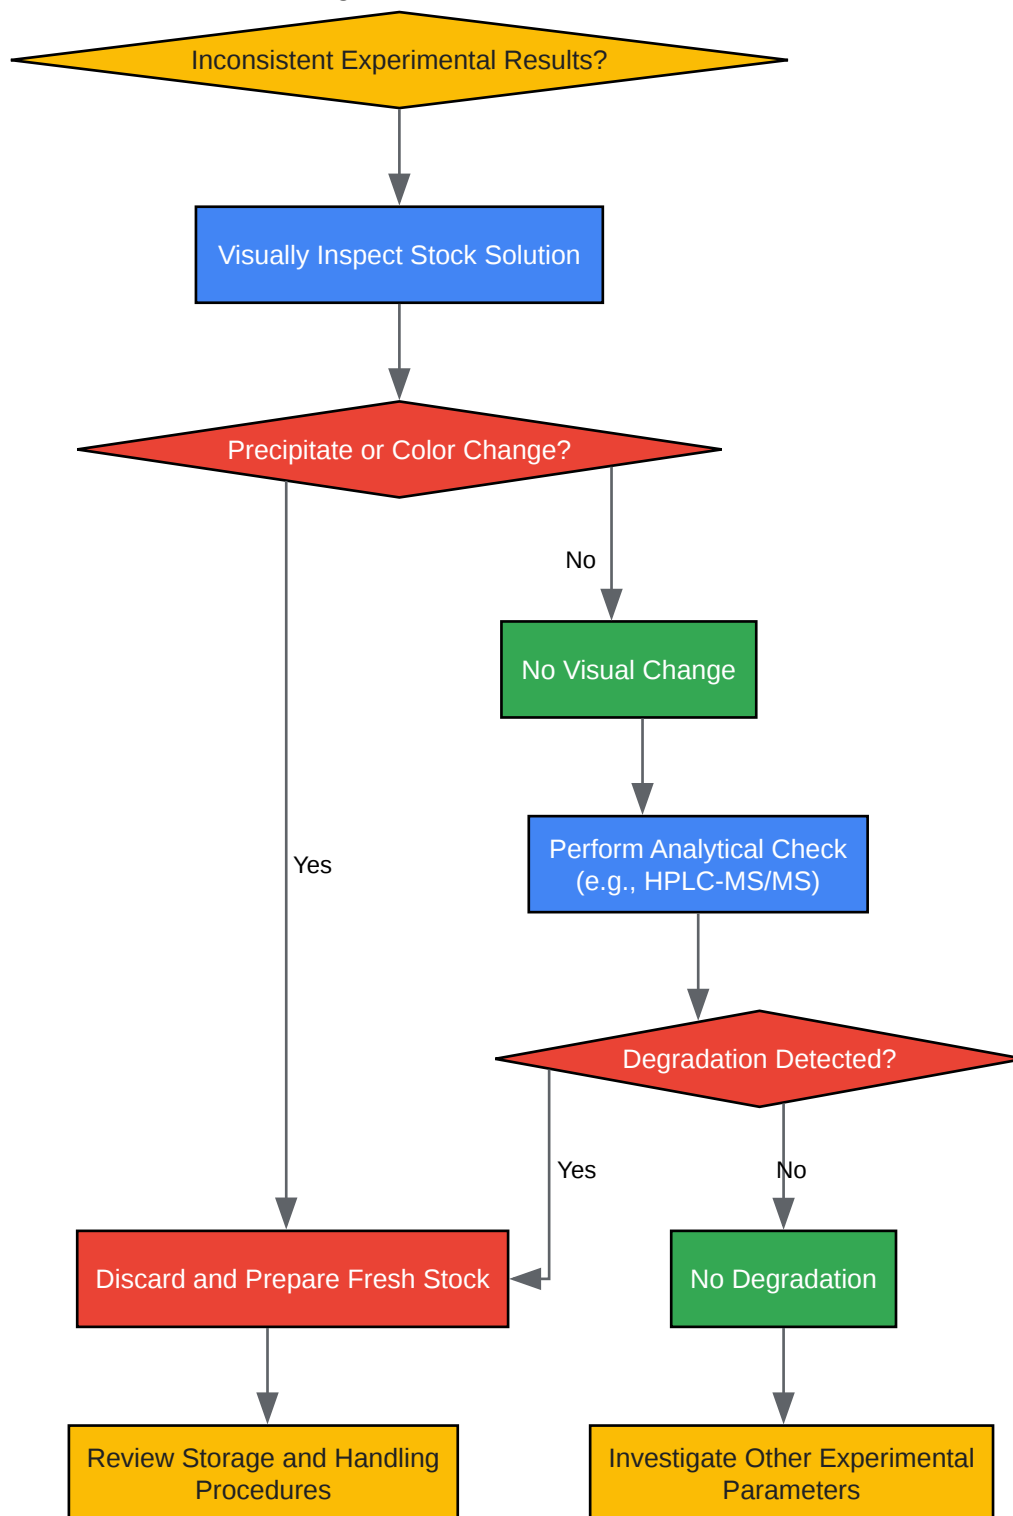 Inconsistent Experimental Results?
Visually Inspect Stock Solution
Precipitate or Color Change?
No
No Visual Change
Yes
Perform Analytical Check
(e.g., HPLC-MS/MS)
Degradation Detected?
Yes
No
Discard and Prepare Fresh Stock
No Degradation
Review Storage and Handling
Procedures
Investigate Other Experimental
Parameters